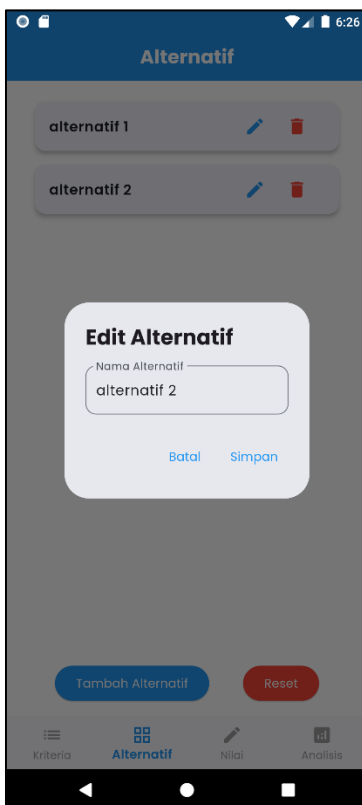 6:26
Alternatif
alternatif 1
alternatif 2
Edit Alternatif
Nama Alternatif
alternatif 2
Batal Simpan
Tambah Alternatif Reset
Kriteria Alternatif Nilai Analisis